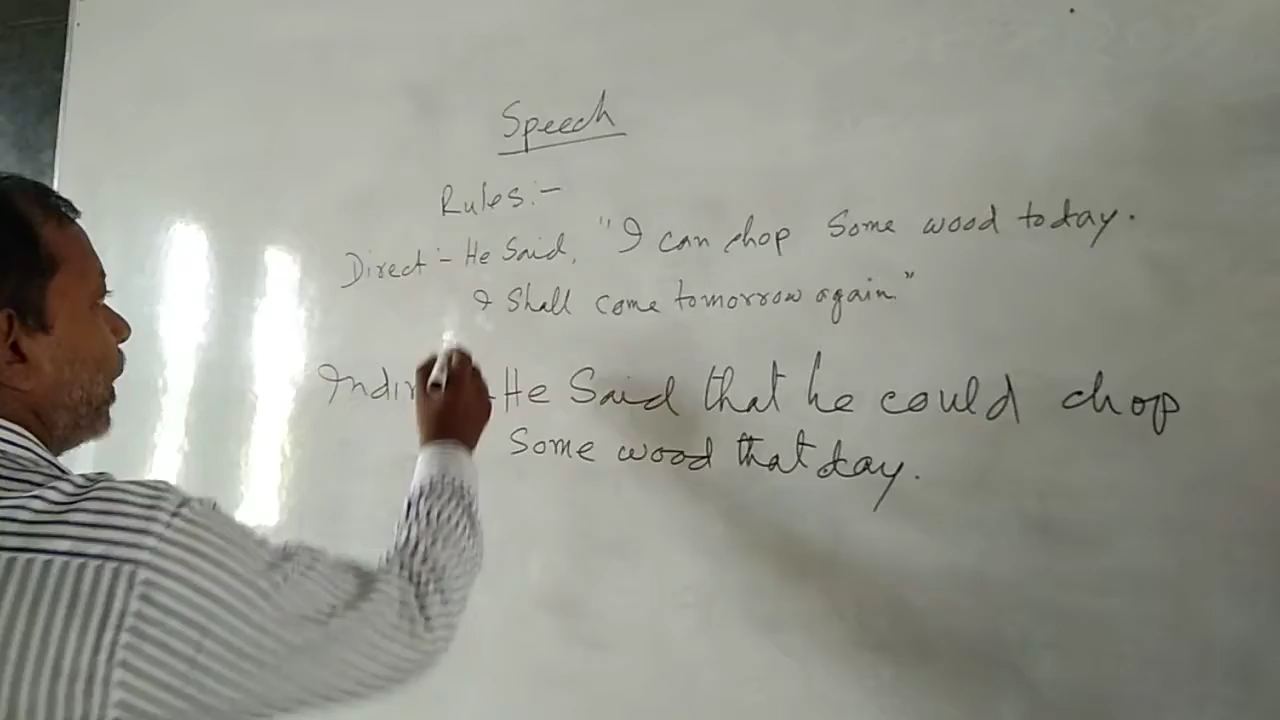 Speech
Rules:-
Direct:- He Said, "I can chop Some wood today.
I Shall come tomorrow again"
He Said that he could chop
Some wood that day.